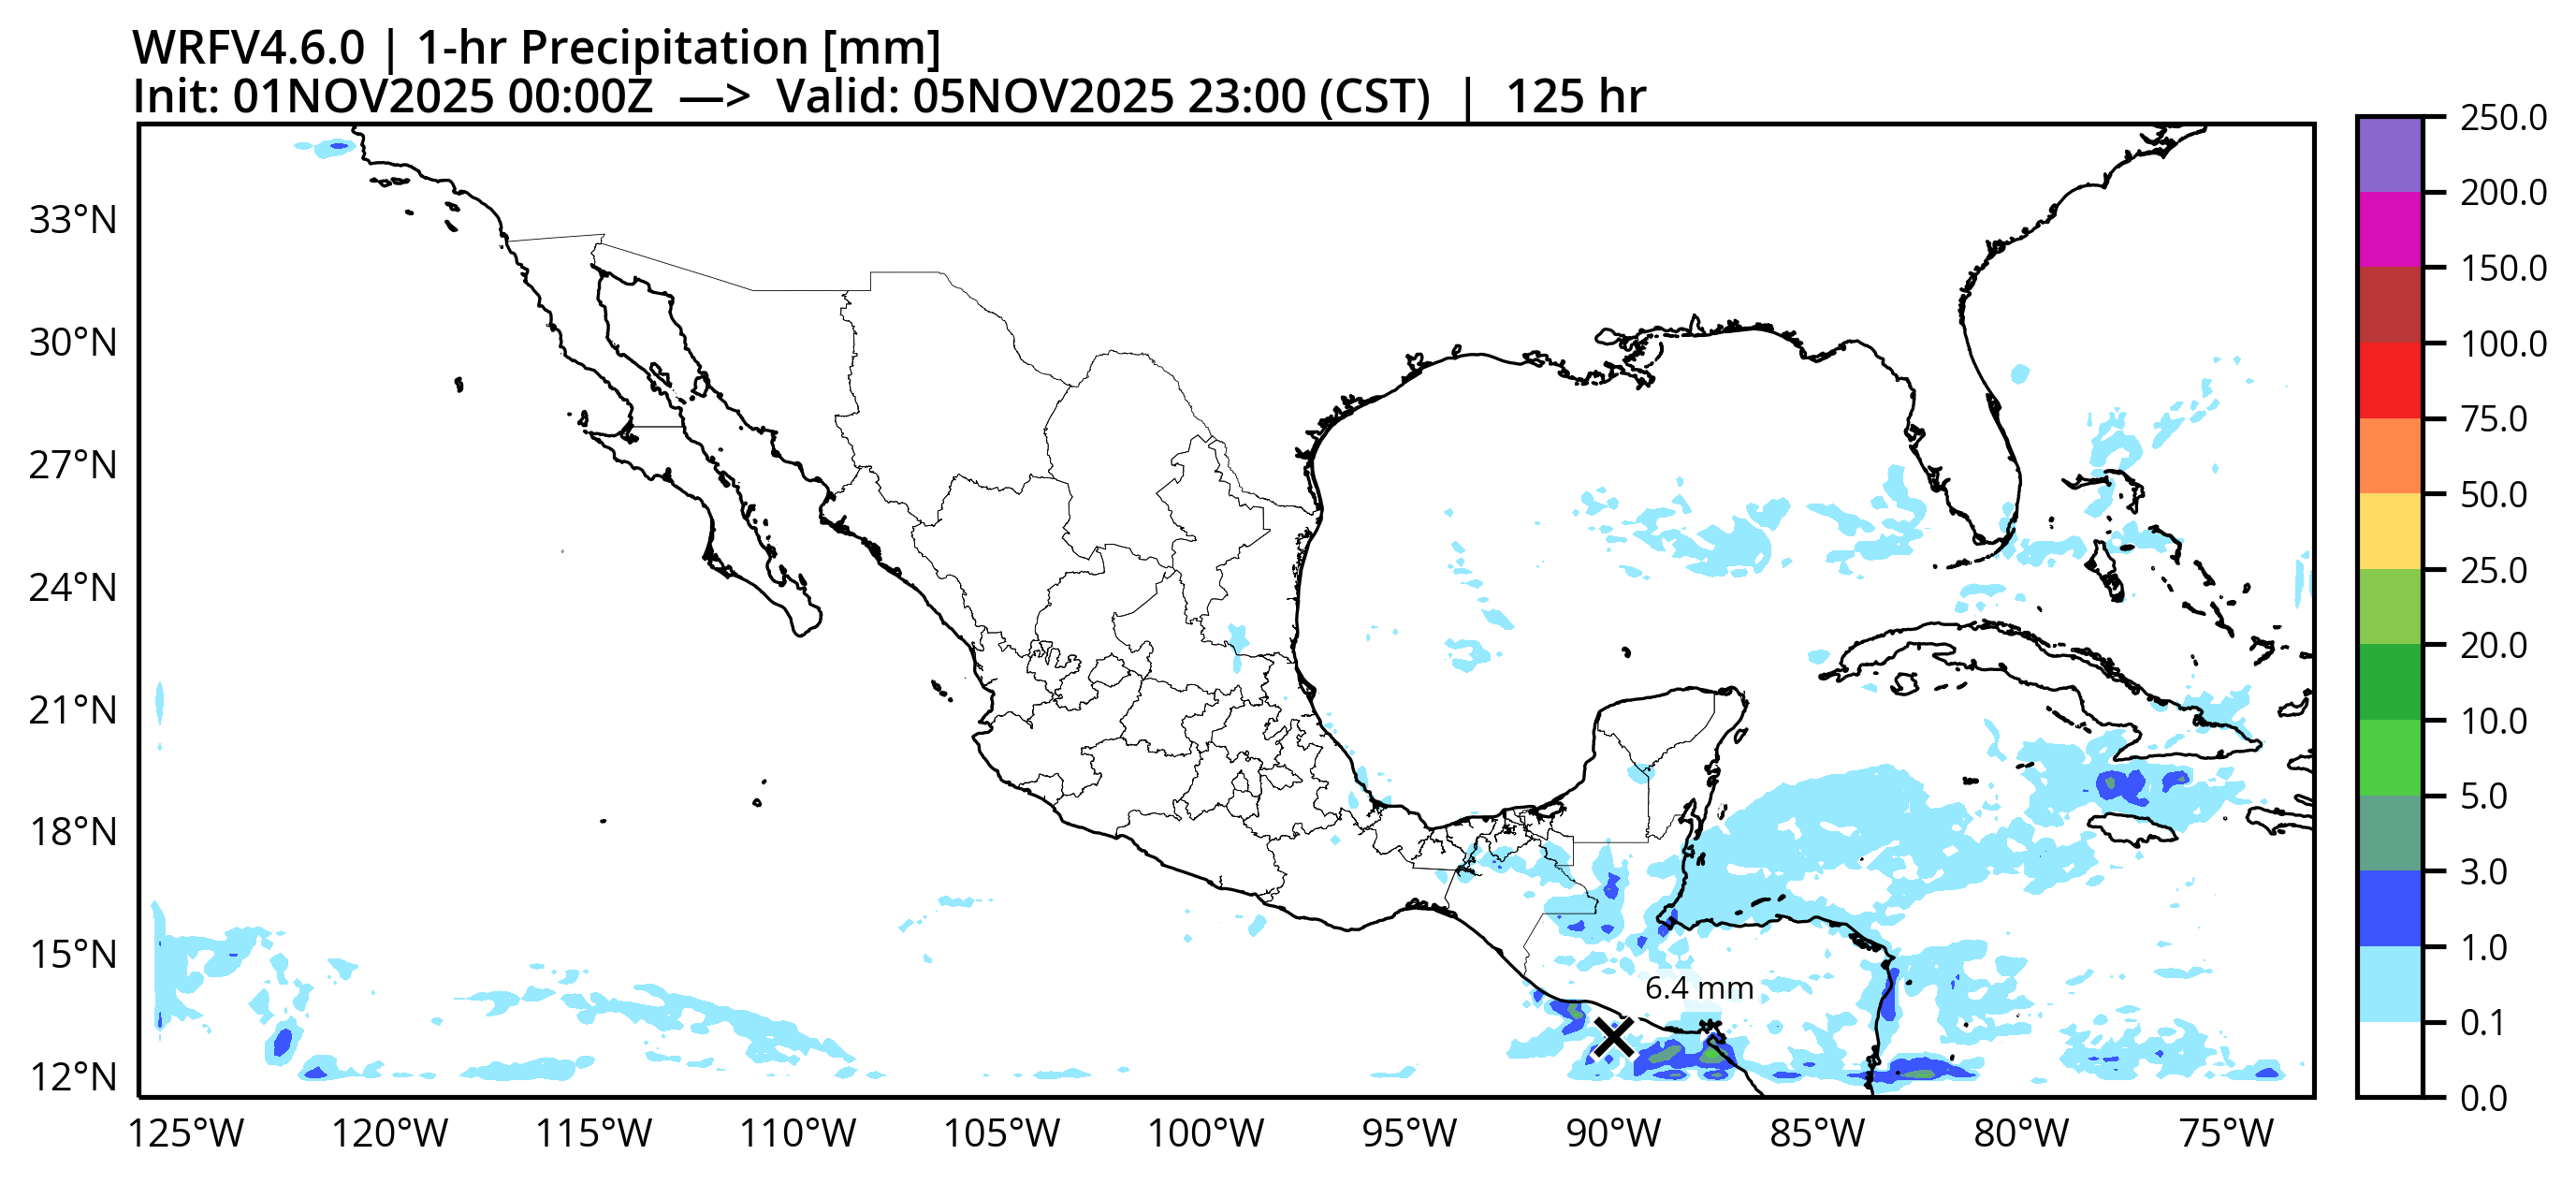 WRFV4.6.0 | 1-hr Precipitation [mm]
Init: 01NOV2025 00:00Z —> Valid: 05NOV2025 23:00 (CST) | 125 hr
33°N
30°N
27°N
24°N
21°N
18°N
15°N
12°N
125°W 120°W 115°W 110°W 105°W 100°W 95°W 90°W 85°W 80°W 75°W
6.4 mm
250.0
200.0
150.0
100.0
75.0
50.0
25.0
20.0
10.0
5.0
3.0
1.0
0.1
0.0